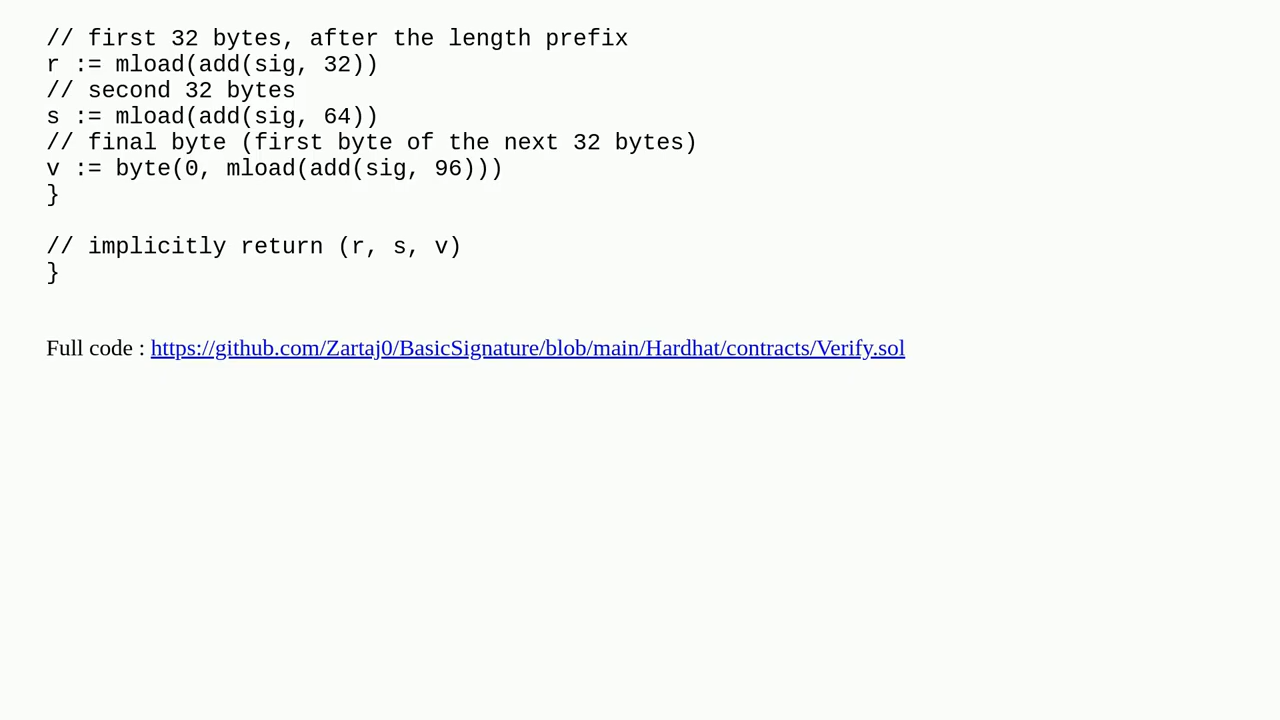 // first 32 bytes, after the length prefix
r := mload(add(sig, 32))
// second 32 bytes
s := mload(add(sig, 64))
// final byte (first byte of the next 32 bytes)
v := byte(0, mload(add(sig, 96)))
}
// implicitly return (r, s, v)
}
Full code : https://github.com/Zartaj0/BasicSignature/blob/main/Hardhat/contracts/Verify.sol